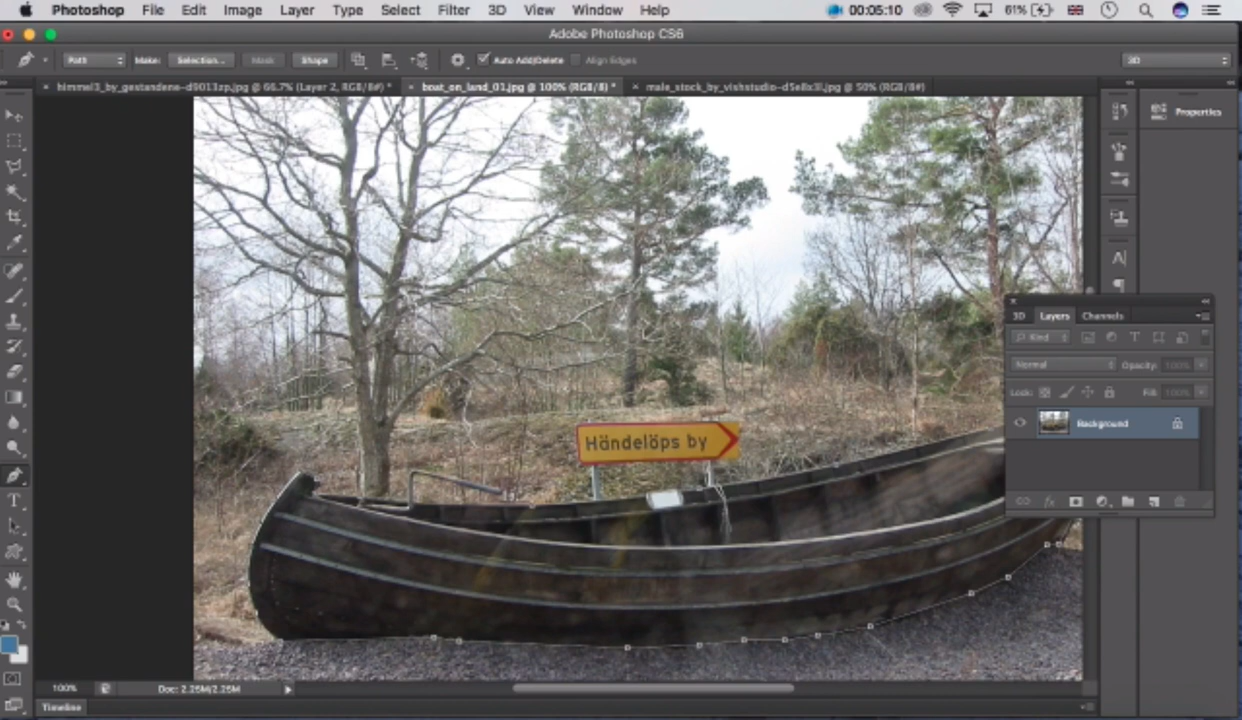 Photoshop File Edit Image Layer Type Select Filter 3D View Window Help 00:05:10 61%
Adobe Photoshop CS6
Path Make: Selection... Mask Shape Auto Add/Delete Align Edges 3D
boat_on_land_01.jpg @ 100% (RGB/8) *
Properties
Händelöps by
3D Layers Channels
Kind
Normal Opacity: 100%
Lock: Fill: 100%
Background
100% Doc: 2.25M/2.25M
Timeline